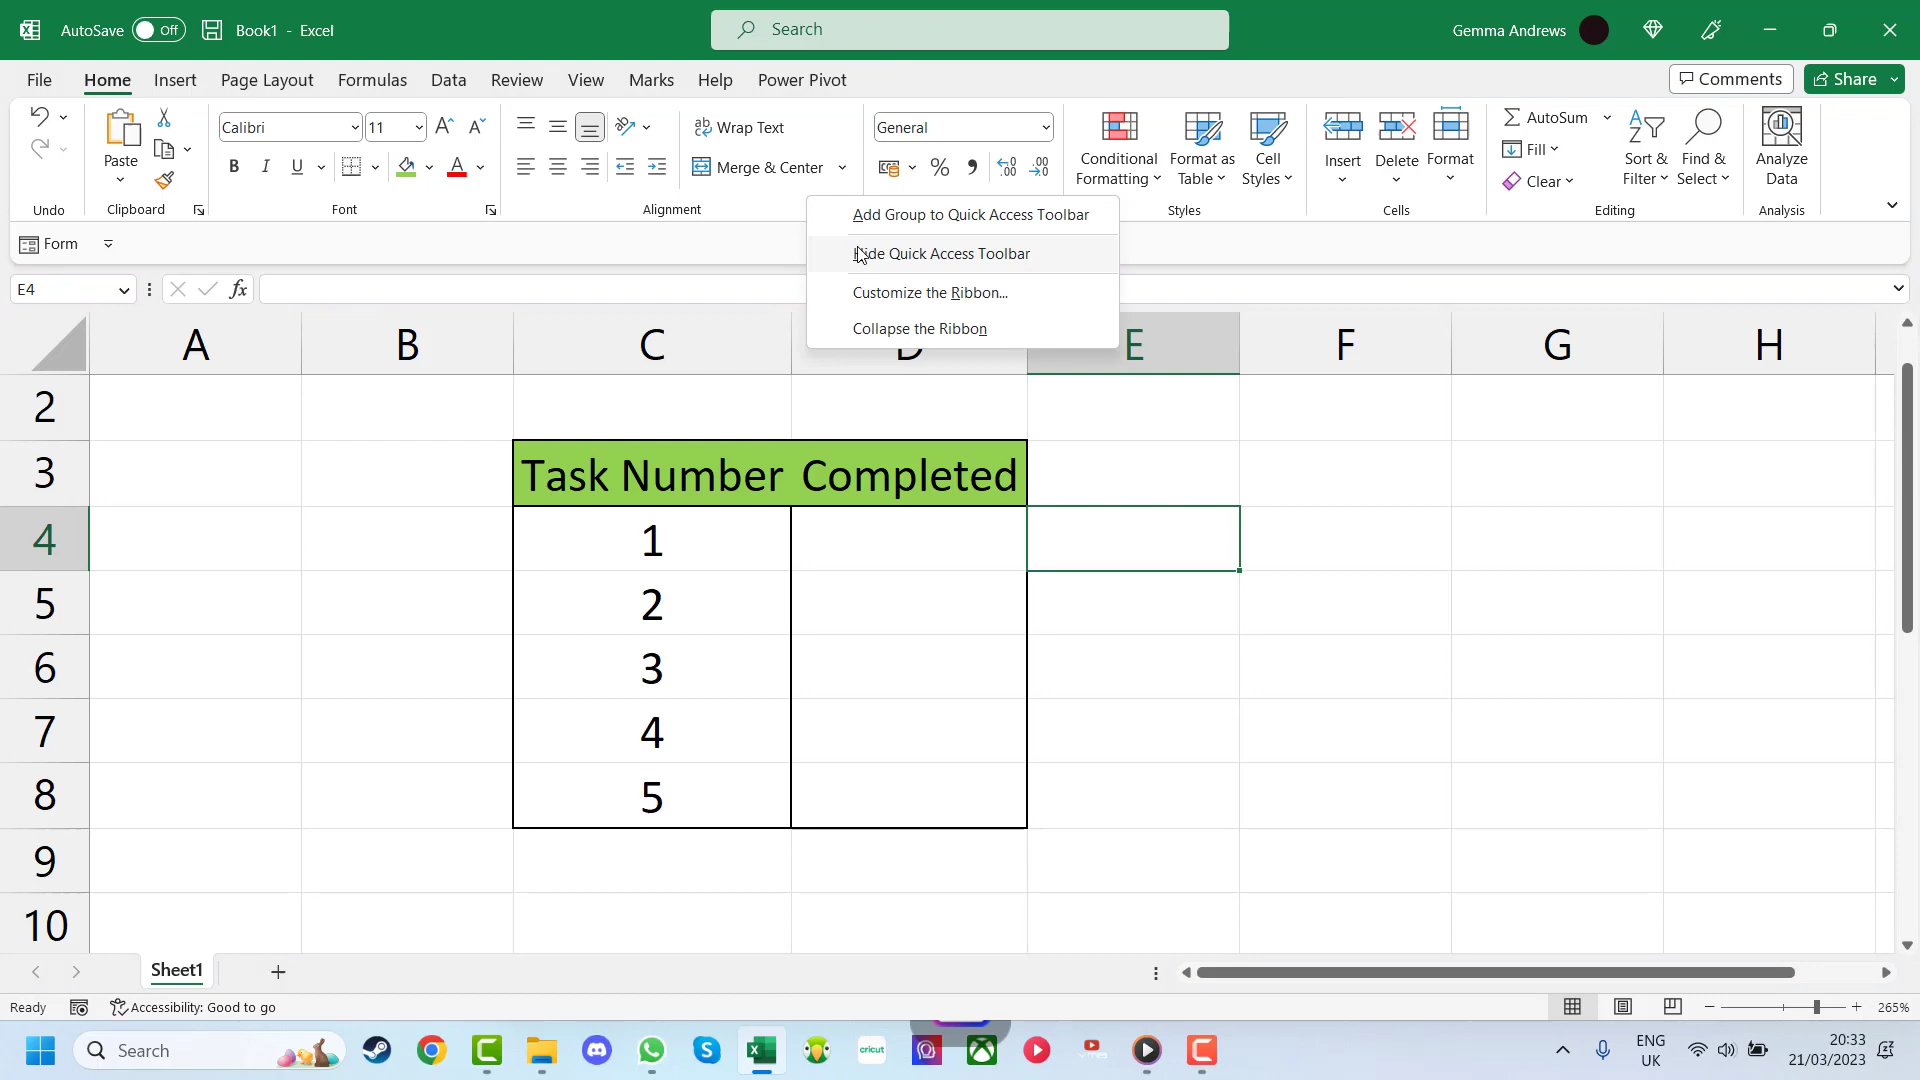 AutoSave Off Book1 - Excel Search Gemma Andrews
File Home Insert Page Layout Formulas Data Review View Marks Help Power Pivot Comments Share
Calibri 11 Wrap Text General
Paste B I U Merge & Center Conditional Formatting Format as Table Cell Styles Insert Delete Format AutoSum Fill Clear Sort & Filter Find & Select Analyze Data
Undo Clipboard Font Alignment Styles Cells Editing Analysis
Add Group to Quick Access Toolbar
Hide Quick Access Toolbar
Customize the Ribbon...
Collapse the Ribbon
Form
E4 fx
A B C D E F G H
2
3 Task Number Completed
4 1
5 2
6 3
7 4
8 5
9
10
Sheet1
Ready Accessibility: Good to go 265%
Search cricut ENG 20:33
UK 21/03/2023